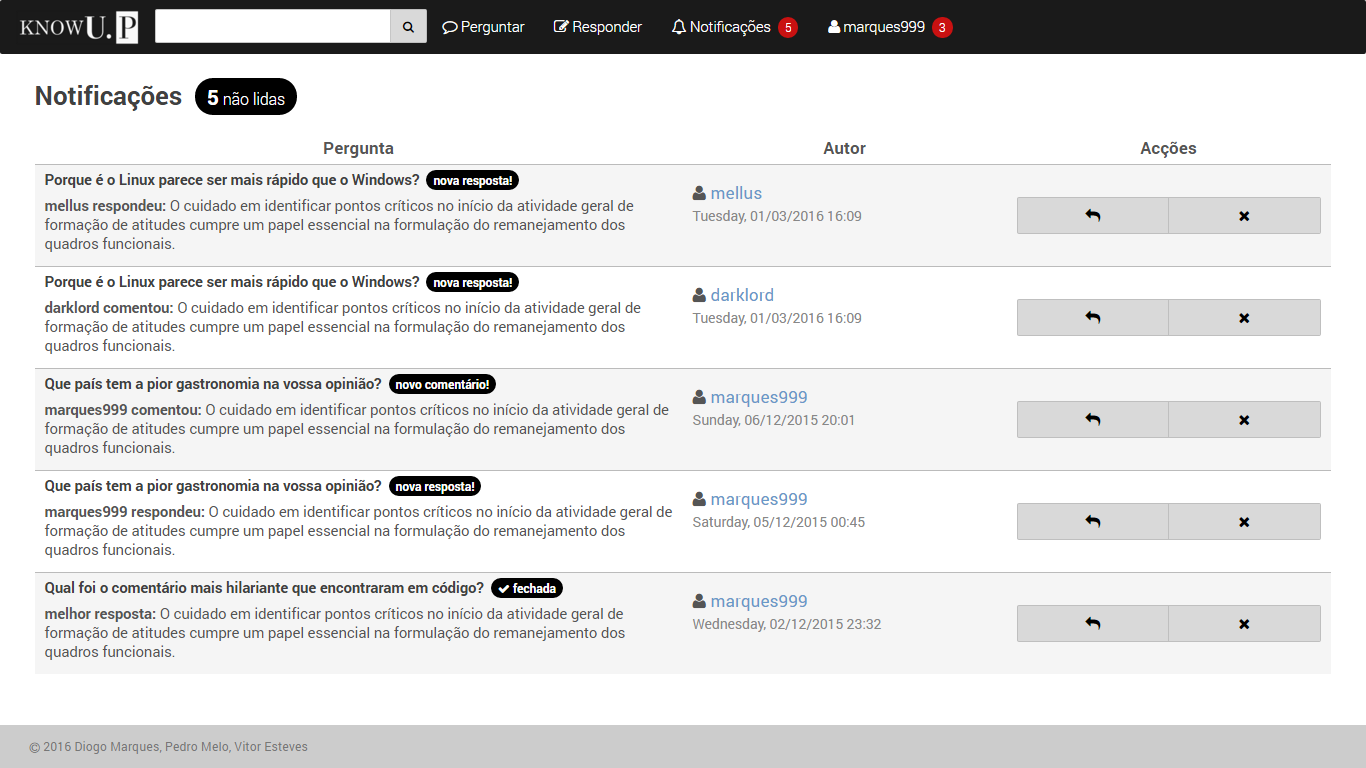 KNOW U.P
Perguntar
Responder
Notificações 5
marques999 3
Notificações 5 não lidas
Pergunta Autor Acções
Porque é o Linux parece ser mais rápido que o Windows? nova resposta!
mellus respondeu: O cuidado em identificar pontos críticos no início da atividade geral de
formação de atitudes cumpre um papel essencial na formulação do remanejamento dos
quadros funcionais.
mellus
Tuesday, 01/03/2016 16:09
Porque é o Linux parece ser mais rápido que o Windows? nova resposta!
darklord comentou: O cuidado em identificar pontos críticos no início da atividade geral de
formação de atitudes cumpre um papel essencial na formulação do remanejamento dos
quadros funcionais.
darklord
Tuesday, 01/03/2016 16:09
Que país tem a pior gastronomia na vossa opinião? novo comentário!
marques999 comentou: O cuidado em identificar pontos críticos no início da atividade geral de
formação de atitudes cumpre um papel essencial na formulação do remanejamento dos
quadros funcionais.
marques999
Sunday, 06/12/2015 20:01
Que país tem a pior gastronomia na vossa opinião? nova resposta!
marques999 respondeu: O cuidado em identificar pontos críticos no início da atividade geral de
formação de atitudes cumpre um papel essencial na formulação do remanejamento dos
quadros funcionais.
marques999
Saturday, 05/12/2015 00:45
Qual foi o comentário mais hilariante que encontraram em código? fechada
melhor resposta: O cuidado em identificar pontos críticos no início da atividade geral de
formação de atitudes cumpre um papel essencial na formulação do remanejamento dos
quadros funcionais.
marques999
Wednesday, 02/12/2015 23:32
© 2016 Diogo Marques, Pedro Melo, Vitor Esteves